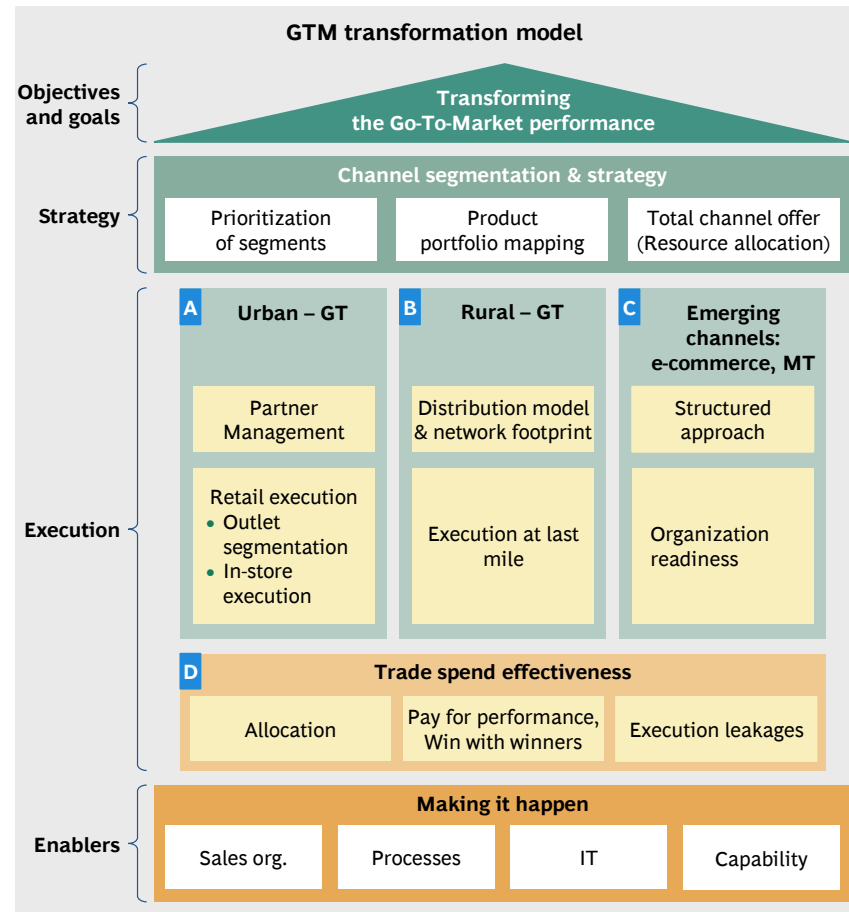 GTM transformation model
Objectives
and goals
Transforming
the Go-To-Market performance
Strategy
Channel segmentation & strategy
Prioritization
of segments
Product
portfolio mapping
Total channel offer
(Resource allocation)
Execution
A
Urban – GT
Partner
Management
Retail execution
• Outlet
segmentation
• In-store
execution
B
Rural – GT
Distribution model
& network footprint
Execution at last
mile
C
Emerging
channels:
e-commerce, MT
Structured
approach
Organization
readiness
D
Trade spend effectiveness
Allocation
Pay for performance,
Win with winners
Execution leakages
Enablers
Making it happen
Sales org.
Processes
IT
Capability